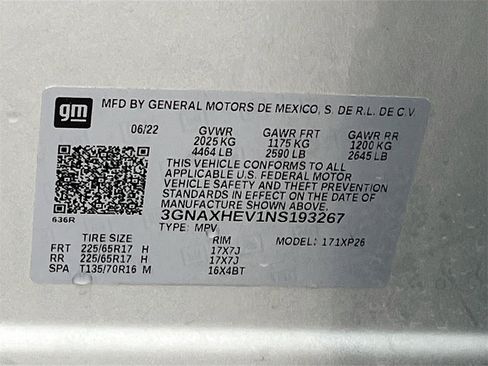 gm
MFD BY GENERAL MOTORS DE MEXICO, S. DE R.L. DE C.V
06/22 GVWR GAWR FRT GAWR RR
2025 KG 1175 KG 1200 KG
4464 LB 2590 LB 2645 LB
THIS VEHICLE CONFORMS TO ALL
APPLICABLE U.S. FEDERAL MOTOR
VEHICLE SAFETY AND THEFT PREVENTION
STANDARDS IN EFFECT ON THE DATE OF
MANUFACTURE SHOWN ABOVE.
3GNAXHEV1NS193267
636R TYPE: MPV
TIRE SIZE RIM MODEL: 171XP26
FRT 225/65R17 H 17X7J
RR 225/65R17 H 17X7J
SPA T135/70R16 M 16X4BT